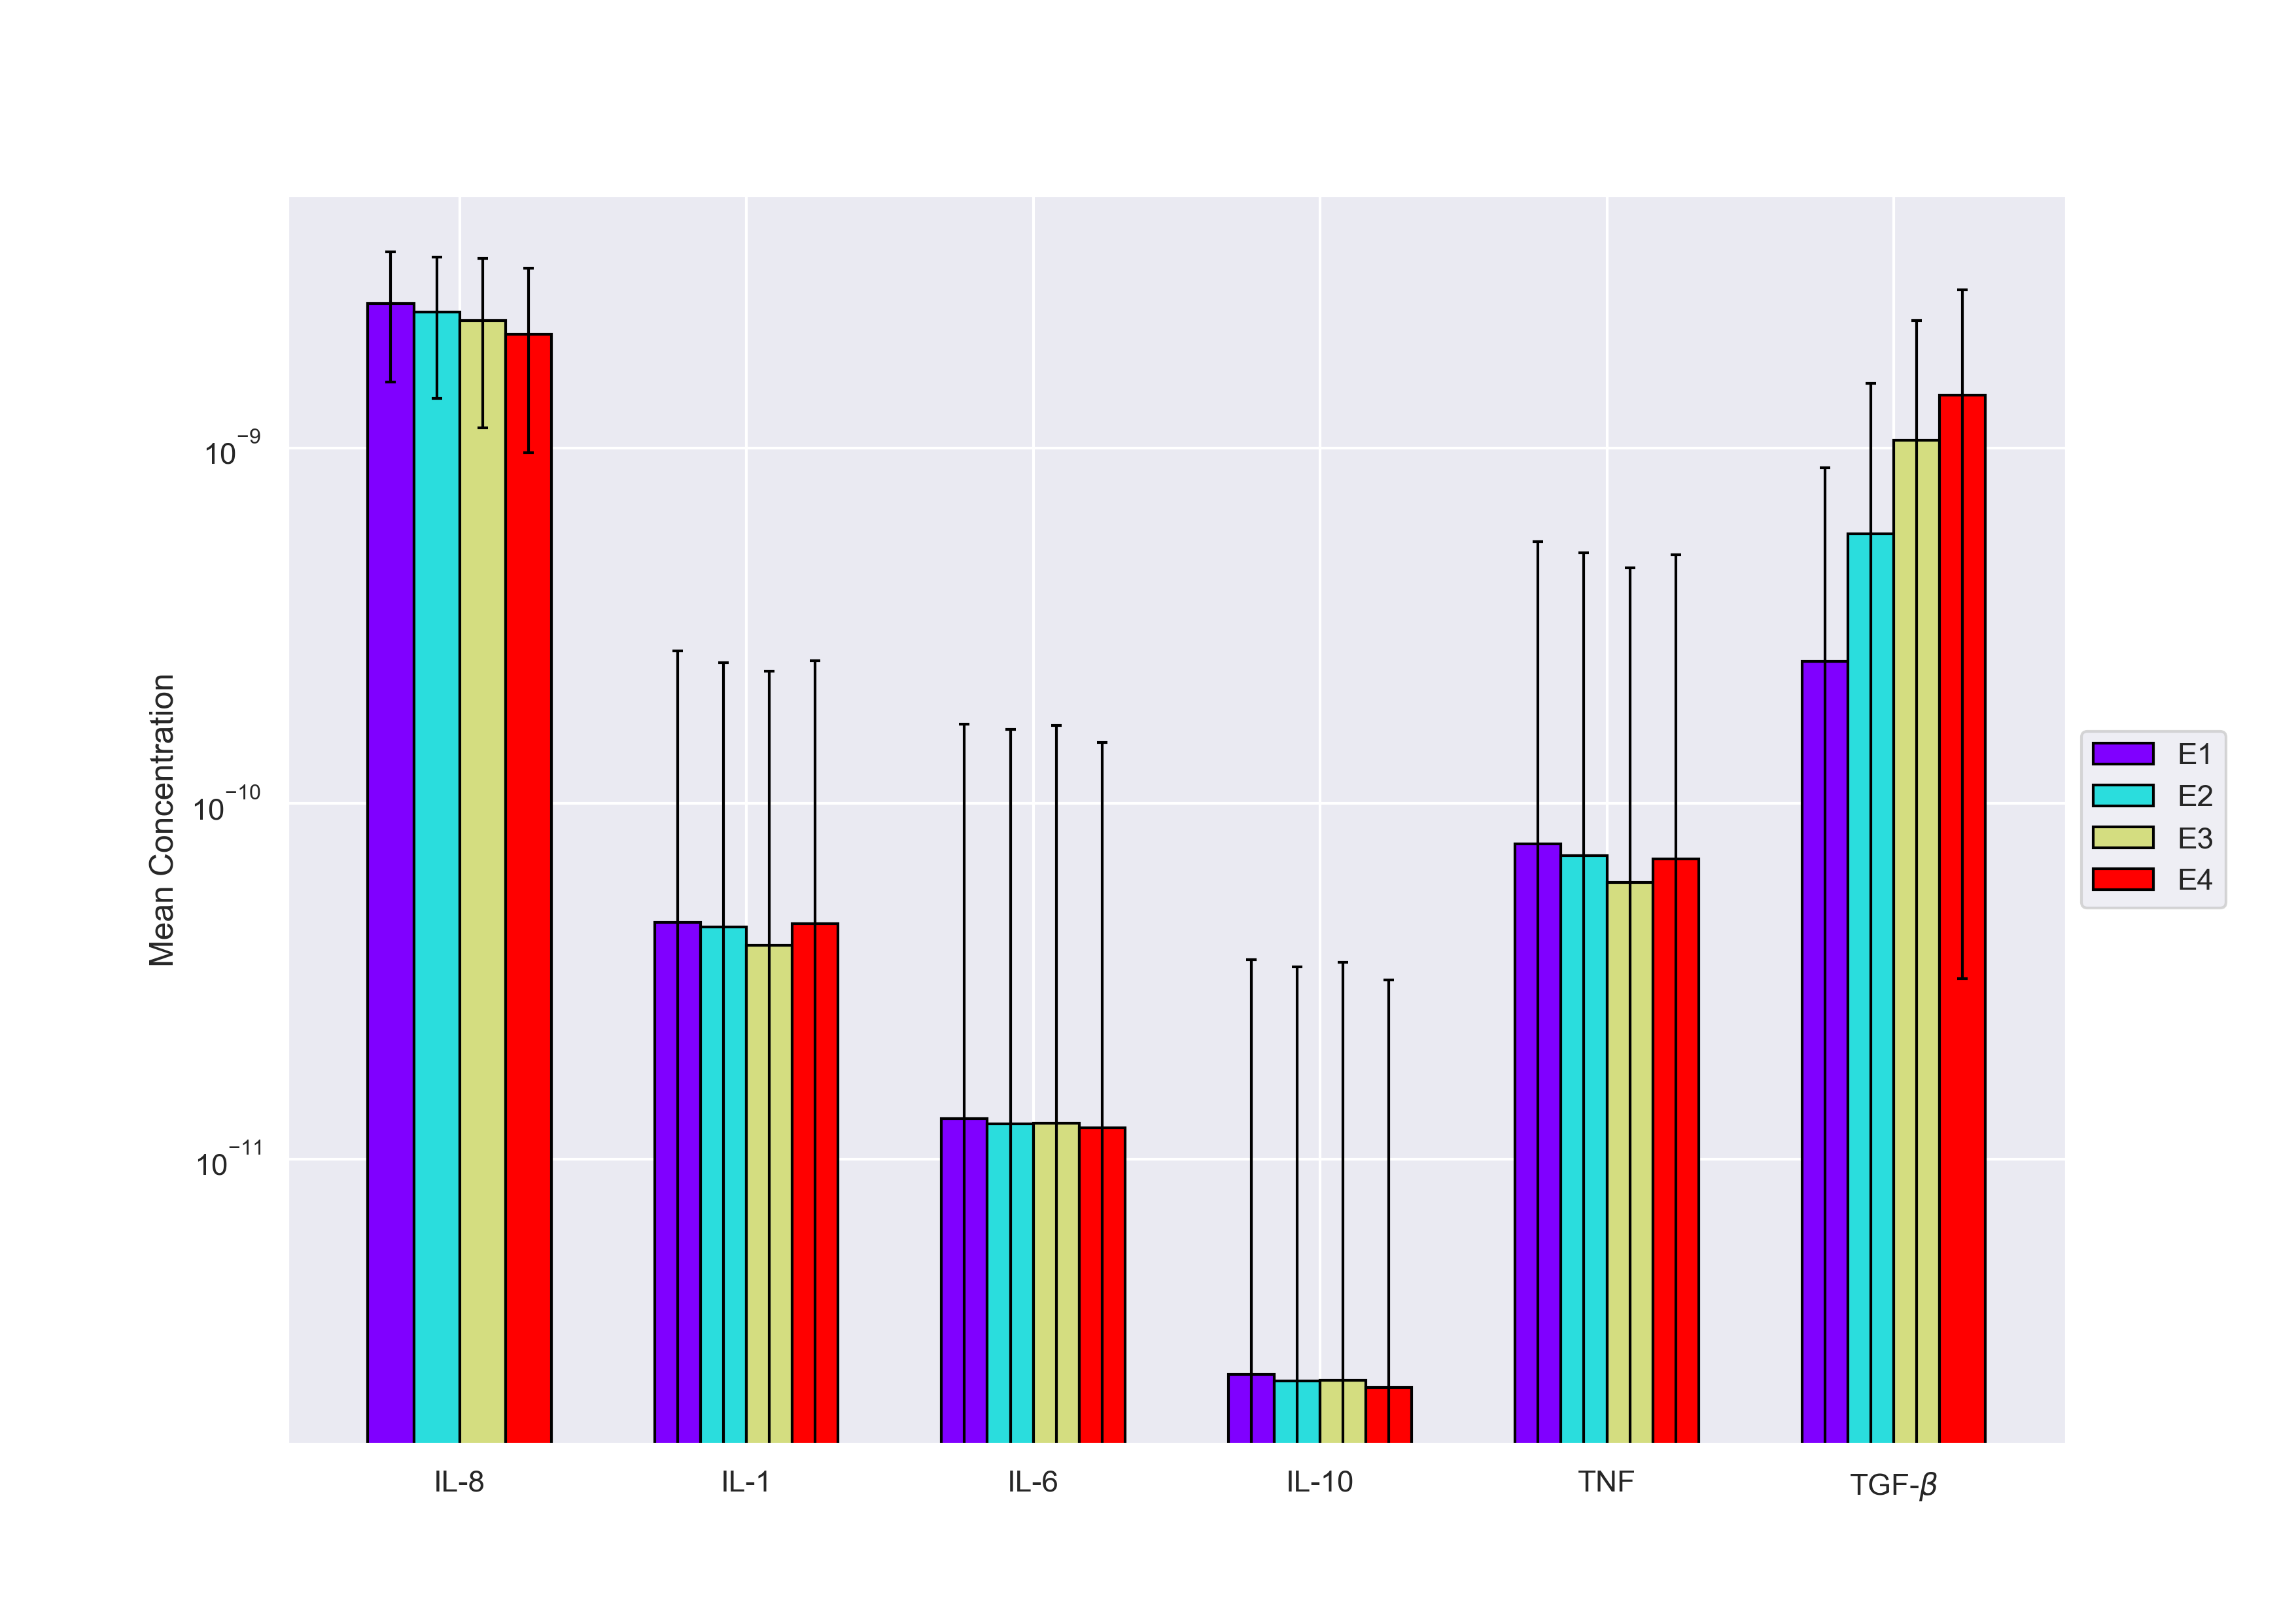 Mean Concentration
10⁻⁹
10⁻¹⁰
10⁻¹¹
IL-8 IL-1 IL-6 IL-10 TNF TGF-β
E1
E2
E3
E4